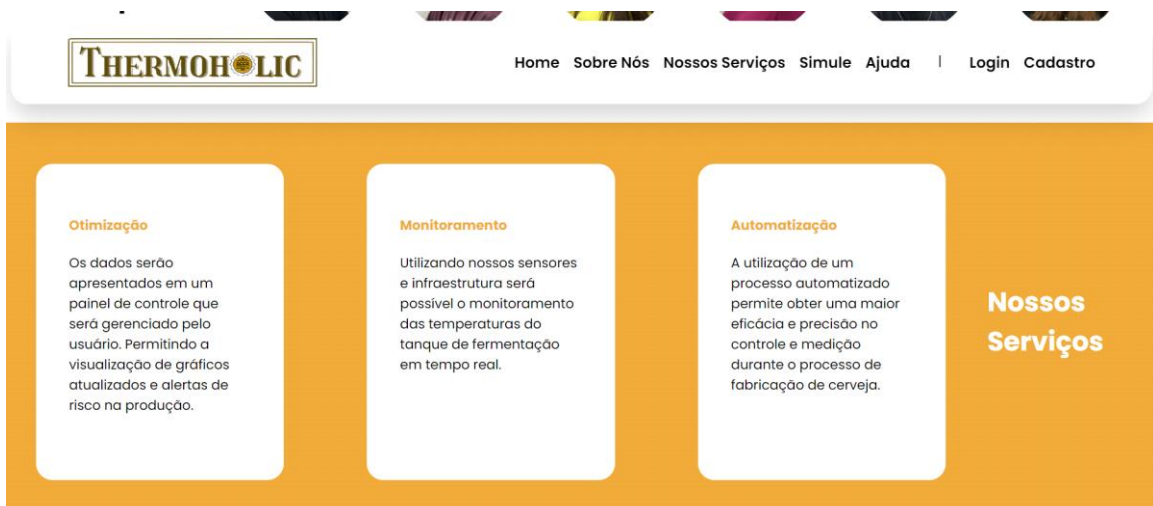 THERMOHOLIC
Home Sobre Nós Nossos Serviços Simule Ajuda | Login Cadastro
Otimização
Os dados serão
apresentados em um
painel de controle que
será gerenciado pelo
usuário. Permitindo a
visualização de gráficos
atualizados e alertas de
risco na produção.
Monitoramento
Utilizando nossos sensores
e infraestrutura será
possível o monitoramento
das temperaturas do
tanque de fermentação
em tempo real.
Automatização
A utilização de um
processo automatizado
permite obter uma maior
eficácia e precisão no
controle e medição
durante o processo de
fabricação de cerveja.
Nossos
Serviços